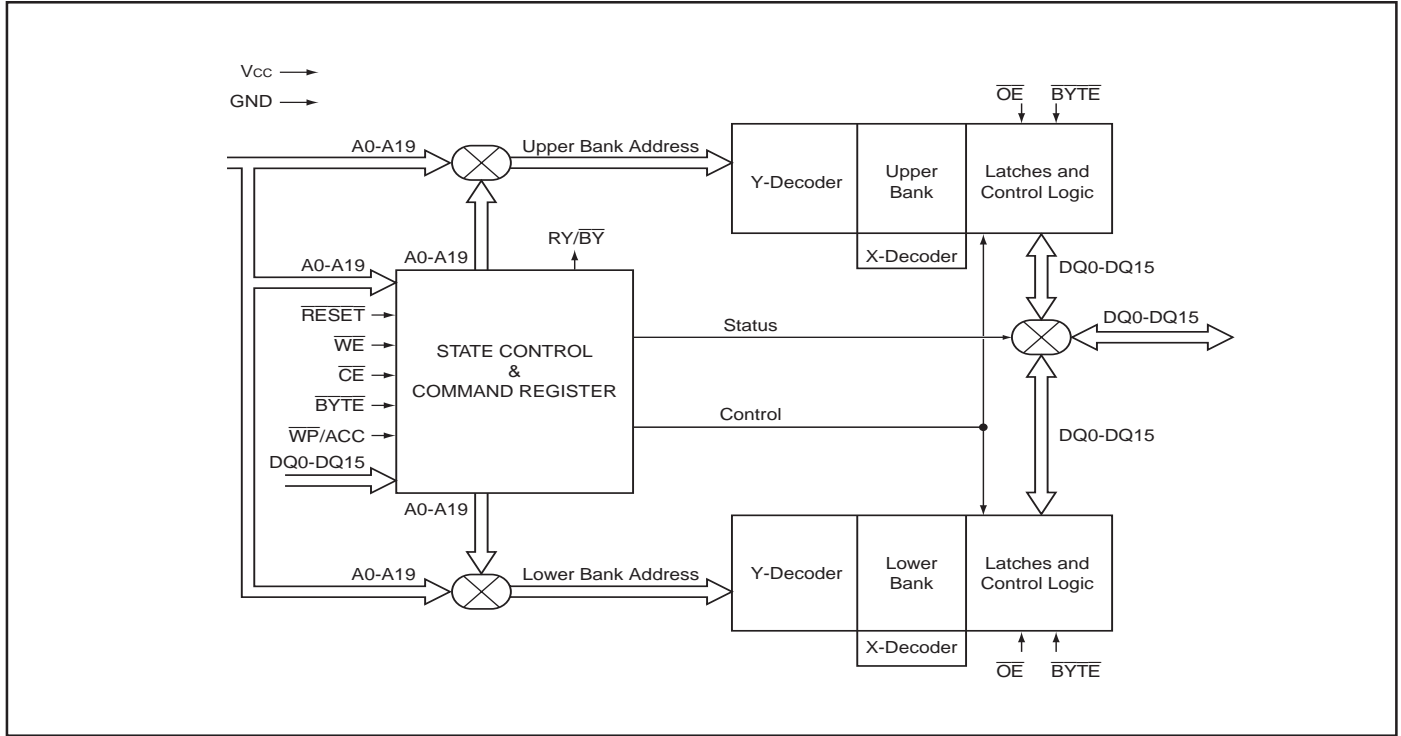 Vcc
GND
OE BYTE
A0-A19
Upper Bank Address
Y-Decoder
Upper
Bank
Latches and
Control Logic
X-Decoder
A0-A19
A0-A19
RY/BY
DQ0-DQ15
RESET
WE
CE
BYTE
WP/ACC
DQ0-DQ15
STATE CONTROL
&
COMMAND REGISTER
Status
DQ0-DQ15
Control
DQ0-DQ15
A0-A19
A0-A19
Lower Bank Address
Y-Decoder
Lower
Bank
Latches and
Control Logic
X-Decoder
OE BYTE